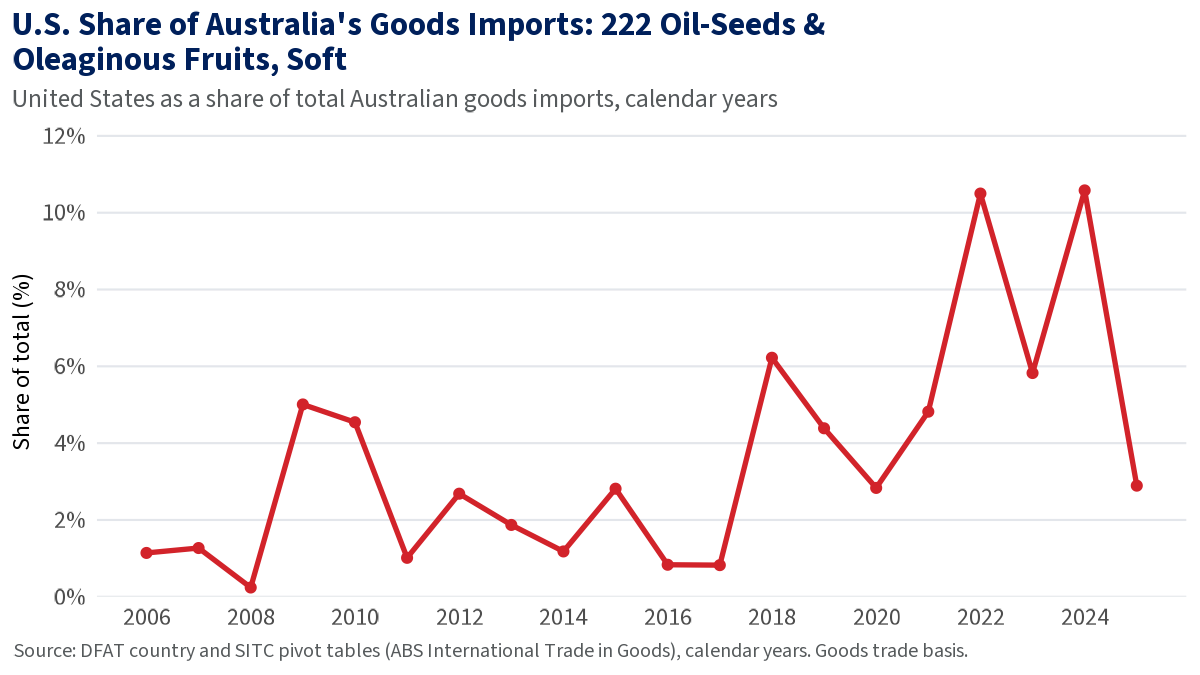 U.S. Share of Australia's Goods Imports: 222 Oil-Seeds &
Oleaginous Fruits, Soft
United States as a share of total Australian goods imports, calendar years
Share of total (%)
12%
10%
8%
6%
4%
2%
0%
2006 2008 2010 2012 2014 2016 2018 2020 2022 2024
Source: DFAT country and SITC pivot tables (ABS International Trade in Goods), calendar years. Goods trade basis.